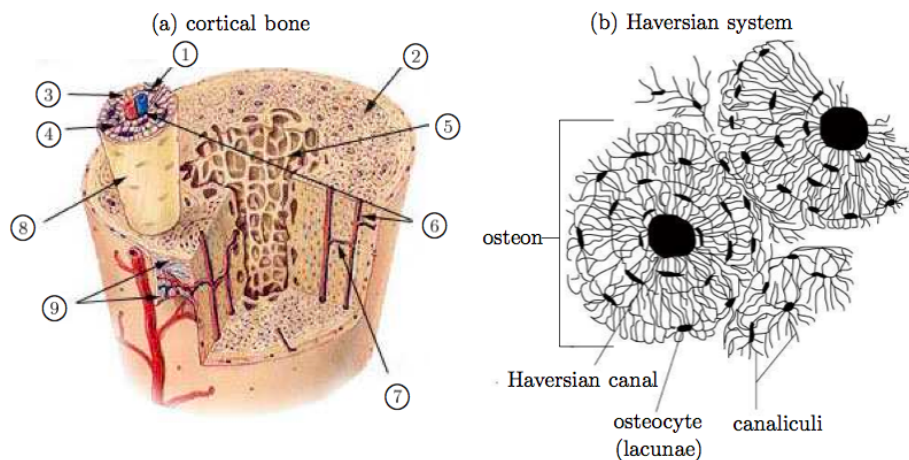 (a) cortical bone
①
②
③
④
⑤
⑥
⑦
⑧
⑨
(b) Haversian system
osteon
Haversian canal
osteocyte
(lacunae)
canaliculi